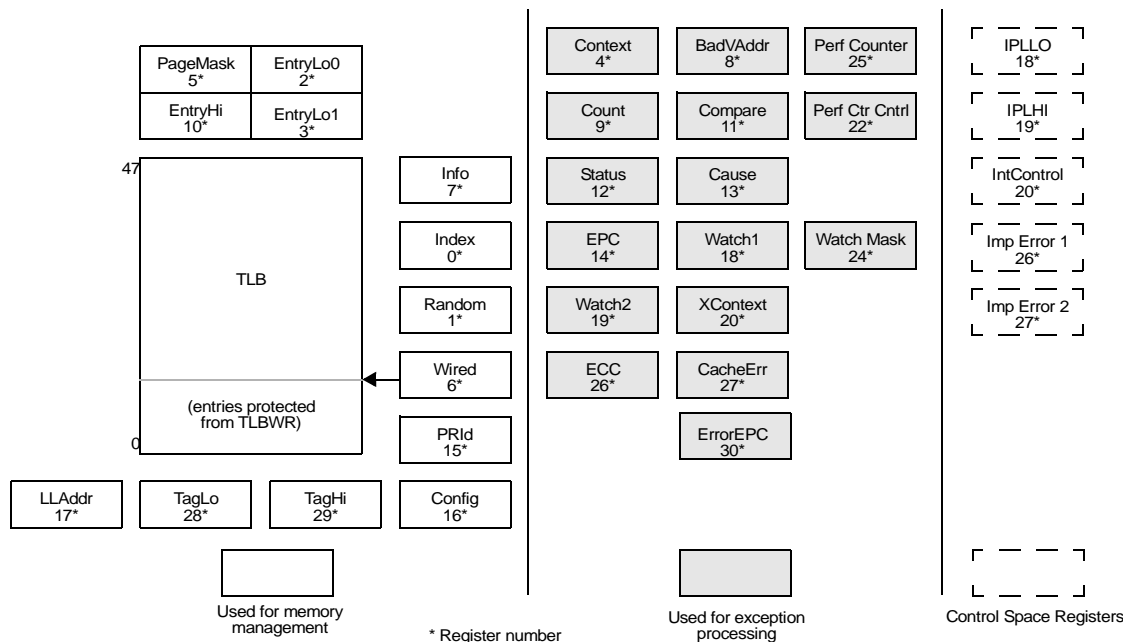 PageMask
5*
EntryLo0
2*
EntryHi
10*
EntryLo1
3*
47
TLB
(entries protected
from TLBWR)
0
Info
7*
Index
0*
Random
1*
Wired
6*
PRId
15*
LLAddr
17*
TagLo
28*
TagHi
29*
Config
16*
Used for memory
management
* Register number
Context
4*
BadVAddr
8*
Perf Counter
25*
Count
9*
Compare
11*
Perf Ctr Cntrl
22*
Status
12*
Cause
13*
EPC
14*
Watch1
18*
Watch Mask
24*
Watch2
19*
XContext
20*
ECC
26*
CacheErr
27*
ErrorEPC
30*
Used for exception
processing
IPLLO
18*
IPLHI
19*
IntControl
20*
Imp Error 1
26*
Imp Error 2
27*
Control Space Registers